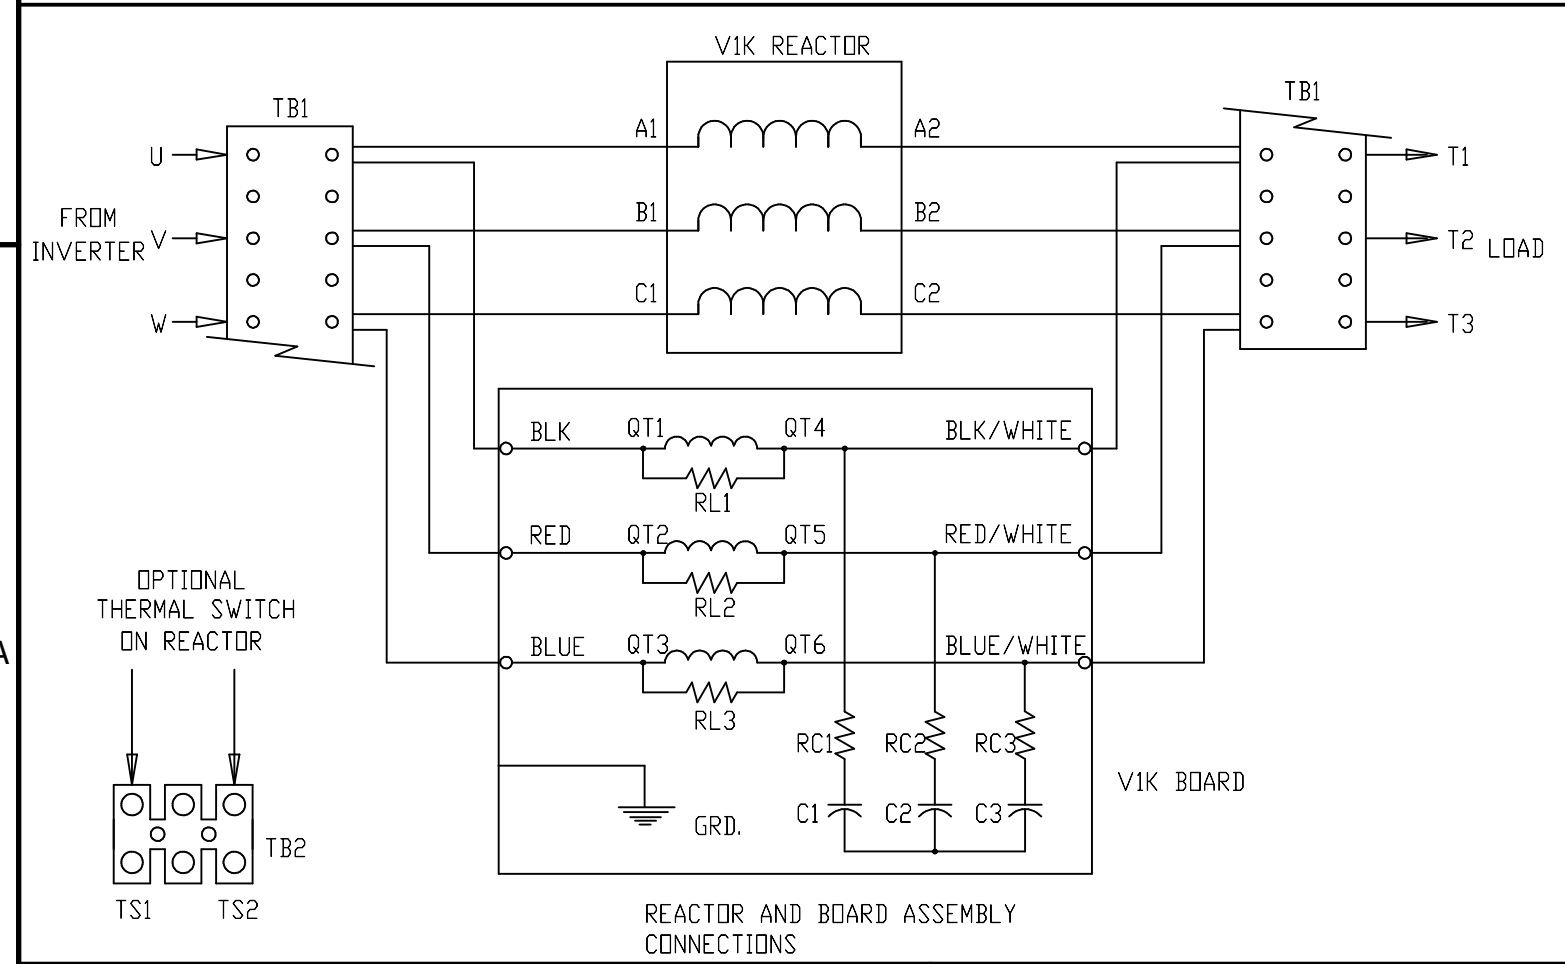 V1K REACTOR
TB1
TB1
A1
A2
U
T1
B1
B2
FROM
INVERTER
V
T2
LOAD
C1
C2
W
T3
BLK
QT1
QT4
BLK/WHITE
RL1
RED
QT2
QT5
RED/WHITE
RL2
OPTIONAL
THERMAL SWITCH
ON REACTOR
BLUE
QT3
QT6
BLUE/WHITE
A
RL3
RC1
RC2
RC3
V1K BOARD
C1
C2
C3
GRD.
TB2
TS1
TS2
REACTOR AND BOARD ASSEMBLY
CONNECTIONS